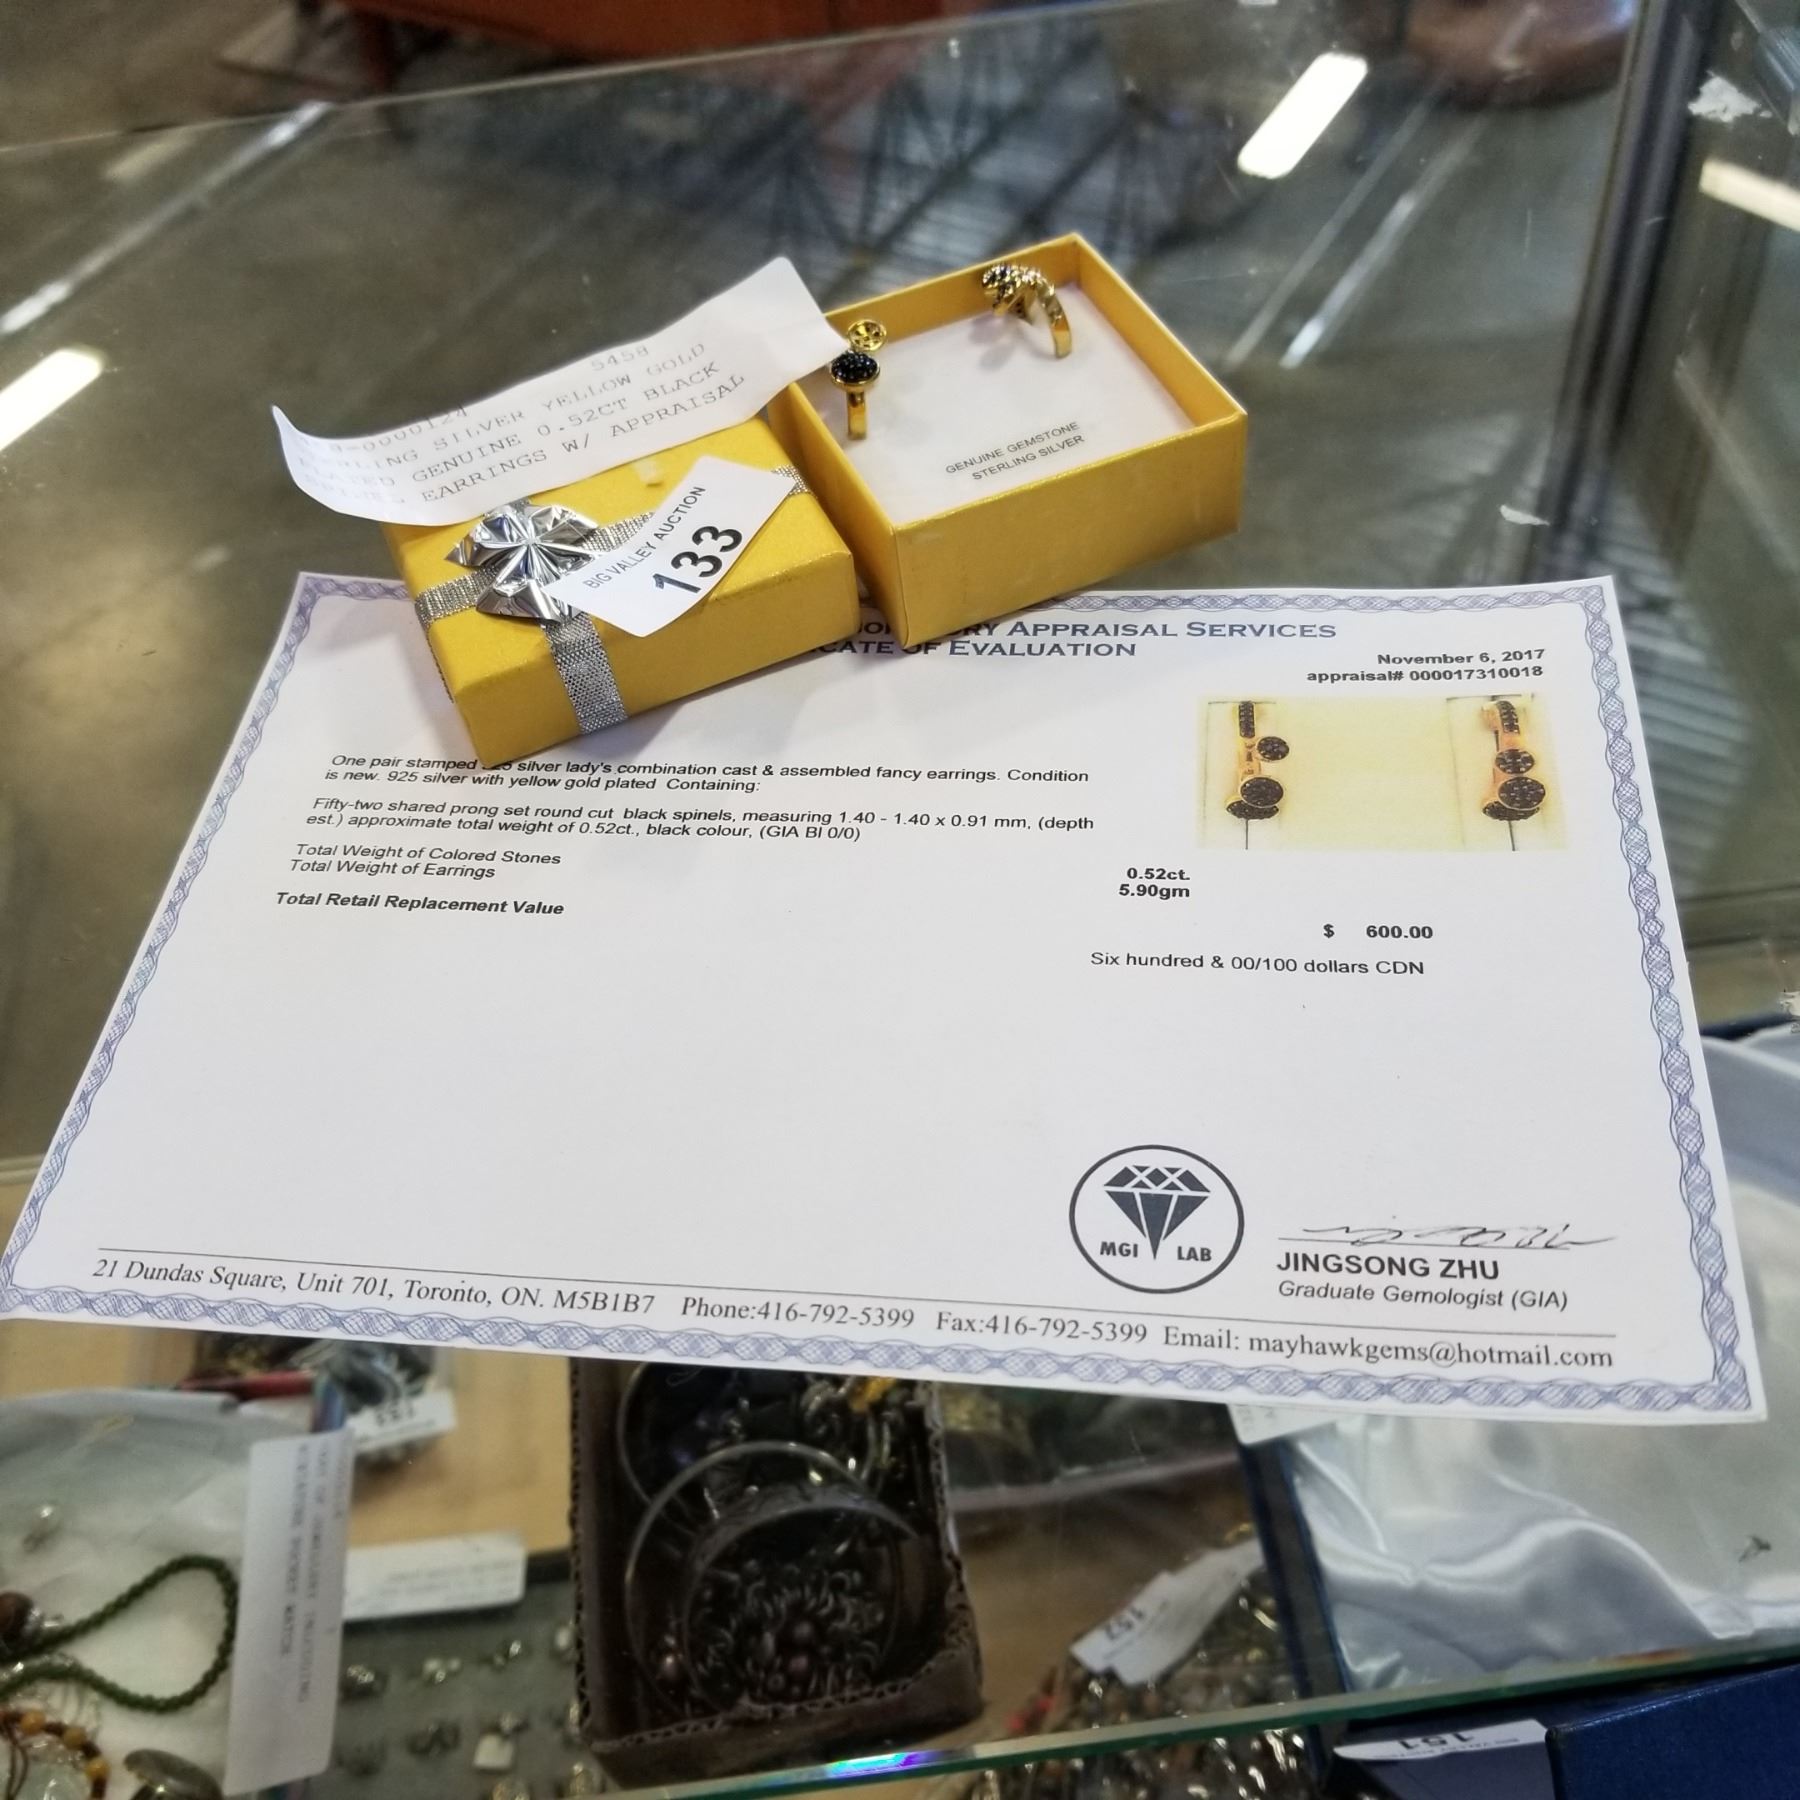 5458
SILVER YELLOW GOLD
GENUINE 0.52CT BLACK
EARRINGS W/ APPRAISAL
GENUINE GEMSTONE
STERLING SILVER
BIG VALLEY AUCTION
133
APPRAISAL SERVICES
OF EVALUATION
November 6, 2017
appraisal# 000017310018
One pair stamped silver lady's combination cast & assembled fancy earrings. Condition
is new. 925 silver with yellow gold plated Containing:
Fifty-two shared prong set round cut black spinels, measuring 1.40 - 1.40 x 0.91 mm, (depth
est.) approximate total weight of 0.52ct., black colour, (GIA Bl 0/0)
Total Weight of Colored Stones 0.52ct.
Total Weight of Earrings 5.90gm
Total Retail Replacement Value $ 600.00
Six hundred & 00/100 dollars CDN
MGI LAB
JINGSONG ZHU
Graduate Gemologist (GIA)
21 Dundas Square, Unit 701, Toronto, ON. M5B1B7 Phone:416-792-5399 Fax:416-792-5399 Email: mayhawkgems@hotmail.com
157
151